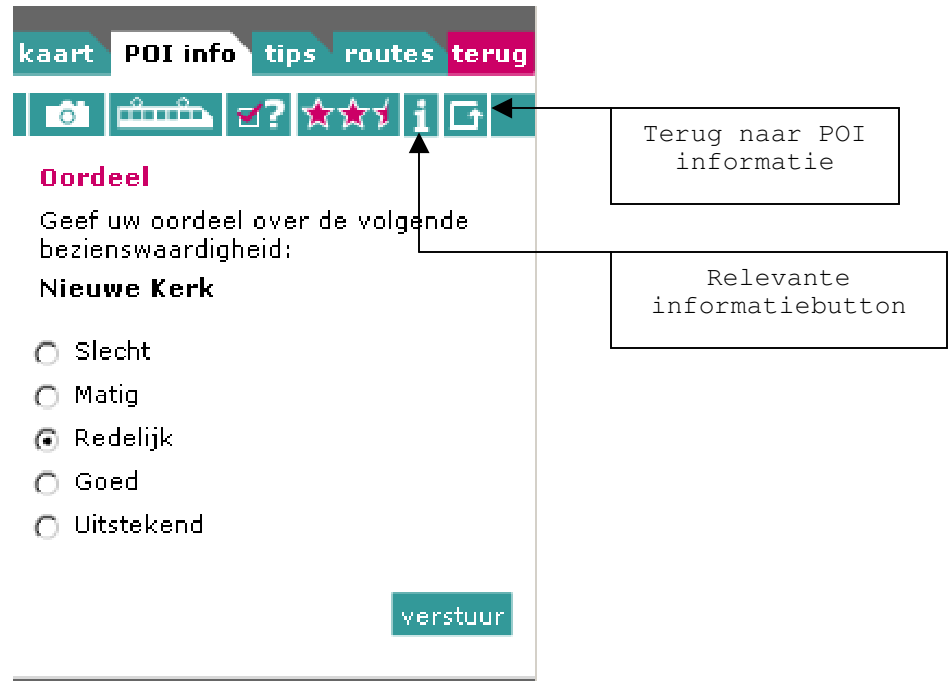 kaart POI info tips routes terug
? i
Terug naar POI
informatie
Oordeel
Geef uw oordeel over de volgende
bezienswaardigheid:
Nieuwe Kerk
Relevante
informatiebutton
Slecht
Matig
Redelijk
Goed
Uitstekend
verstuur